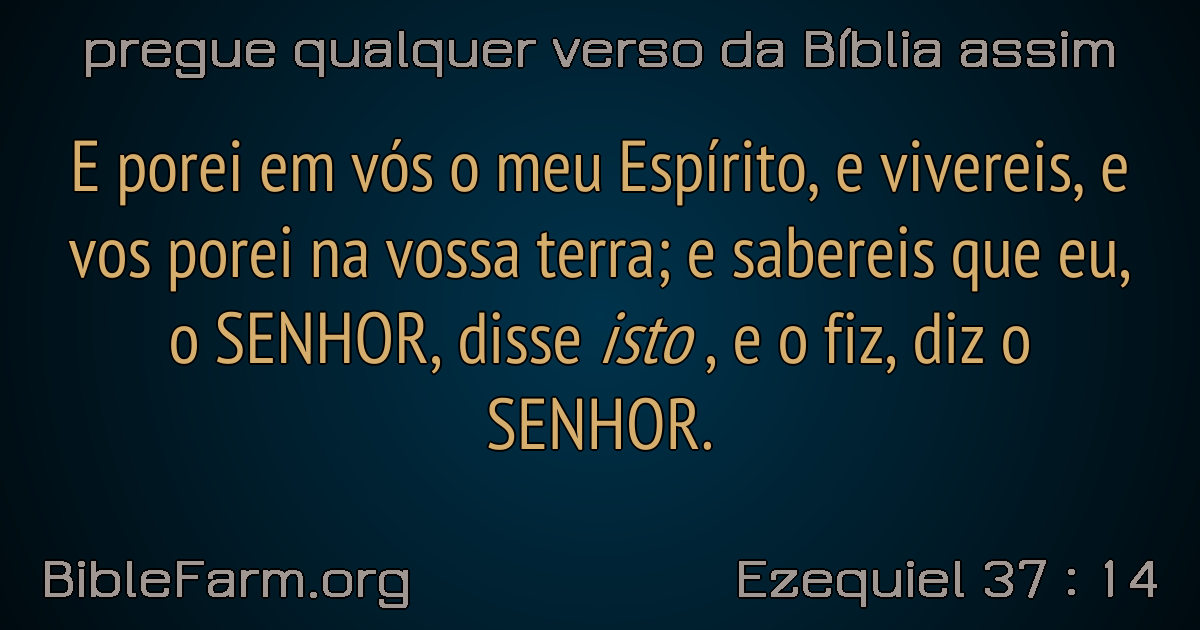 pregue qualquer verso da Bíblia assim
E porei em vós o meu Espírito, e vivereis, e
vos porei na vossa terra; e sabereis que eu,
o SENHOR, disse isto , e o fiz, diz o
SENHOR.
BibleFarm.org
Ezequiel 37 : 14